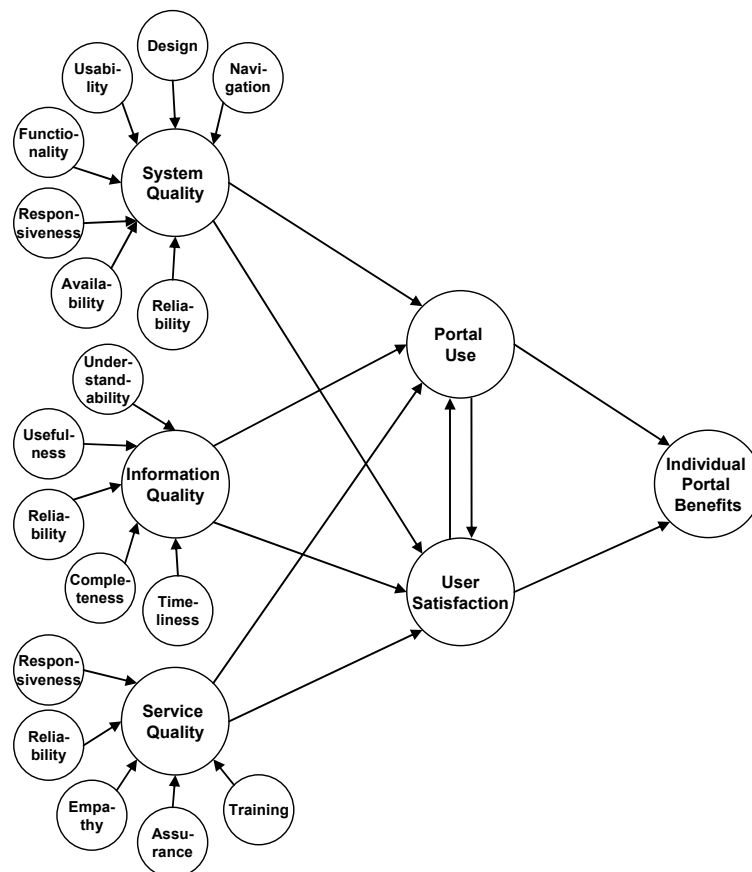 Design
Usabi-
lity
Navi-
gation
Functio-
nality
System
Quality
Respon-
siveness
Availa-
bility
Relia-
bility
Portal
Use
Under-
stand-
ability
Useful-
ness
Information
Quality
Individual
Portal
Benefits
Relia-
bility
Comple-
teness
Time-
liness
User
Satisfaction
Respon-
siveness
Service
Quality
Relia-
bility
Empa-
thy
Assu-
rance
Training